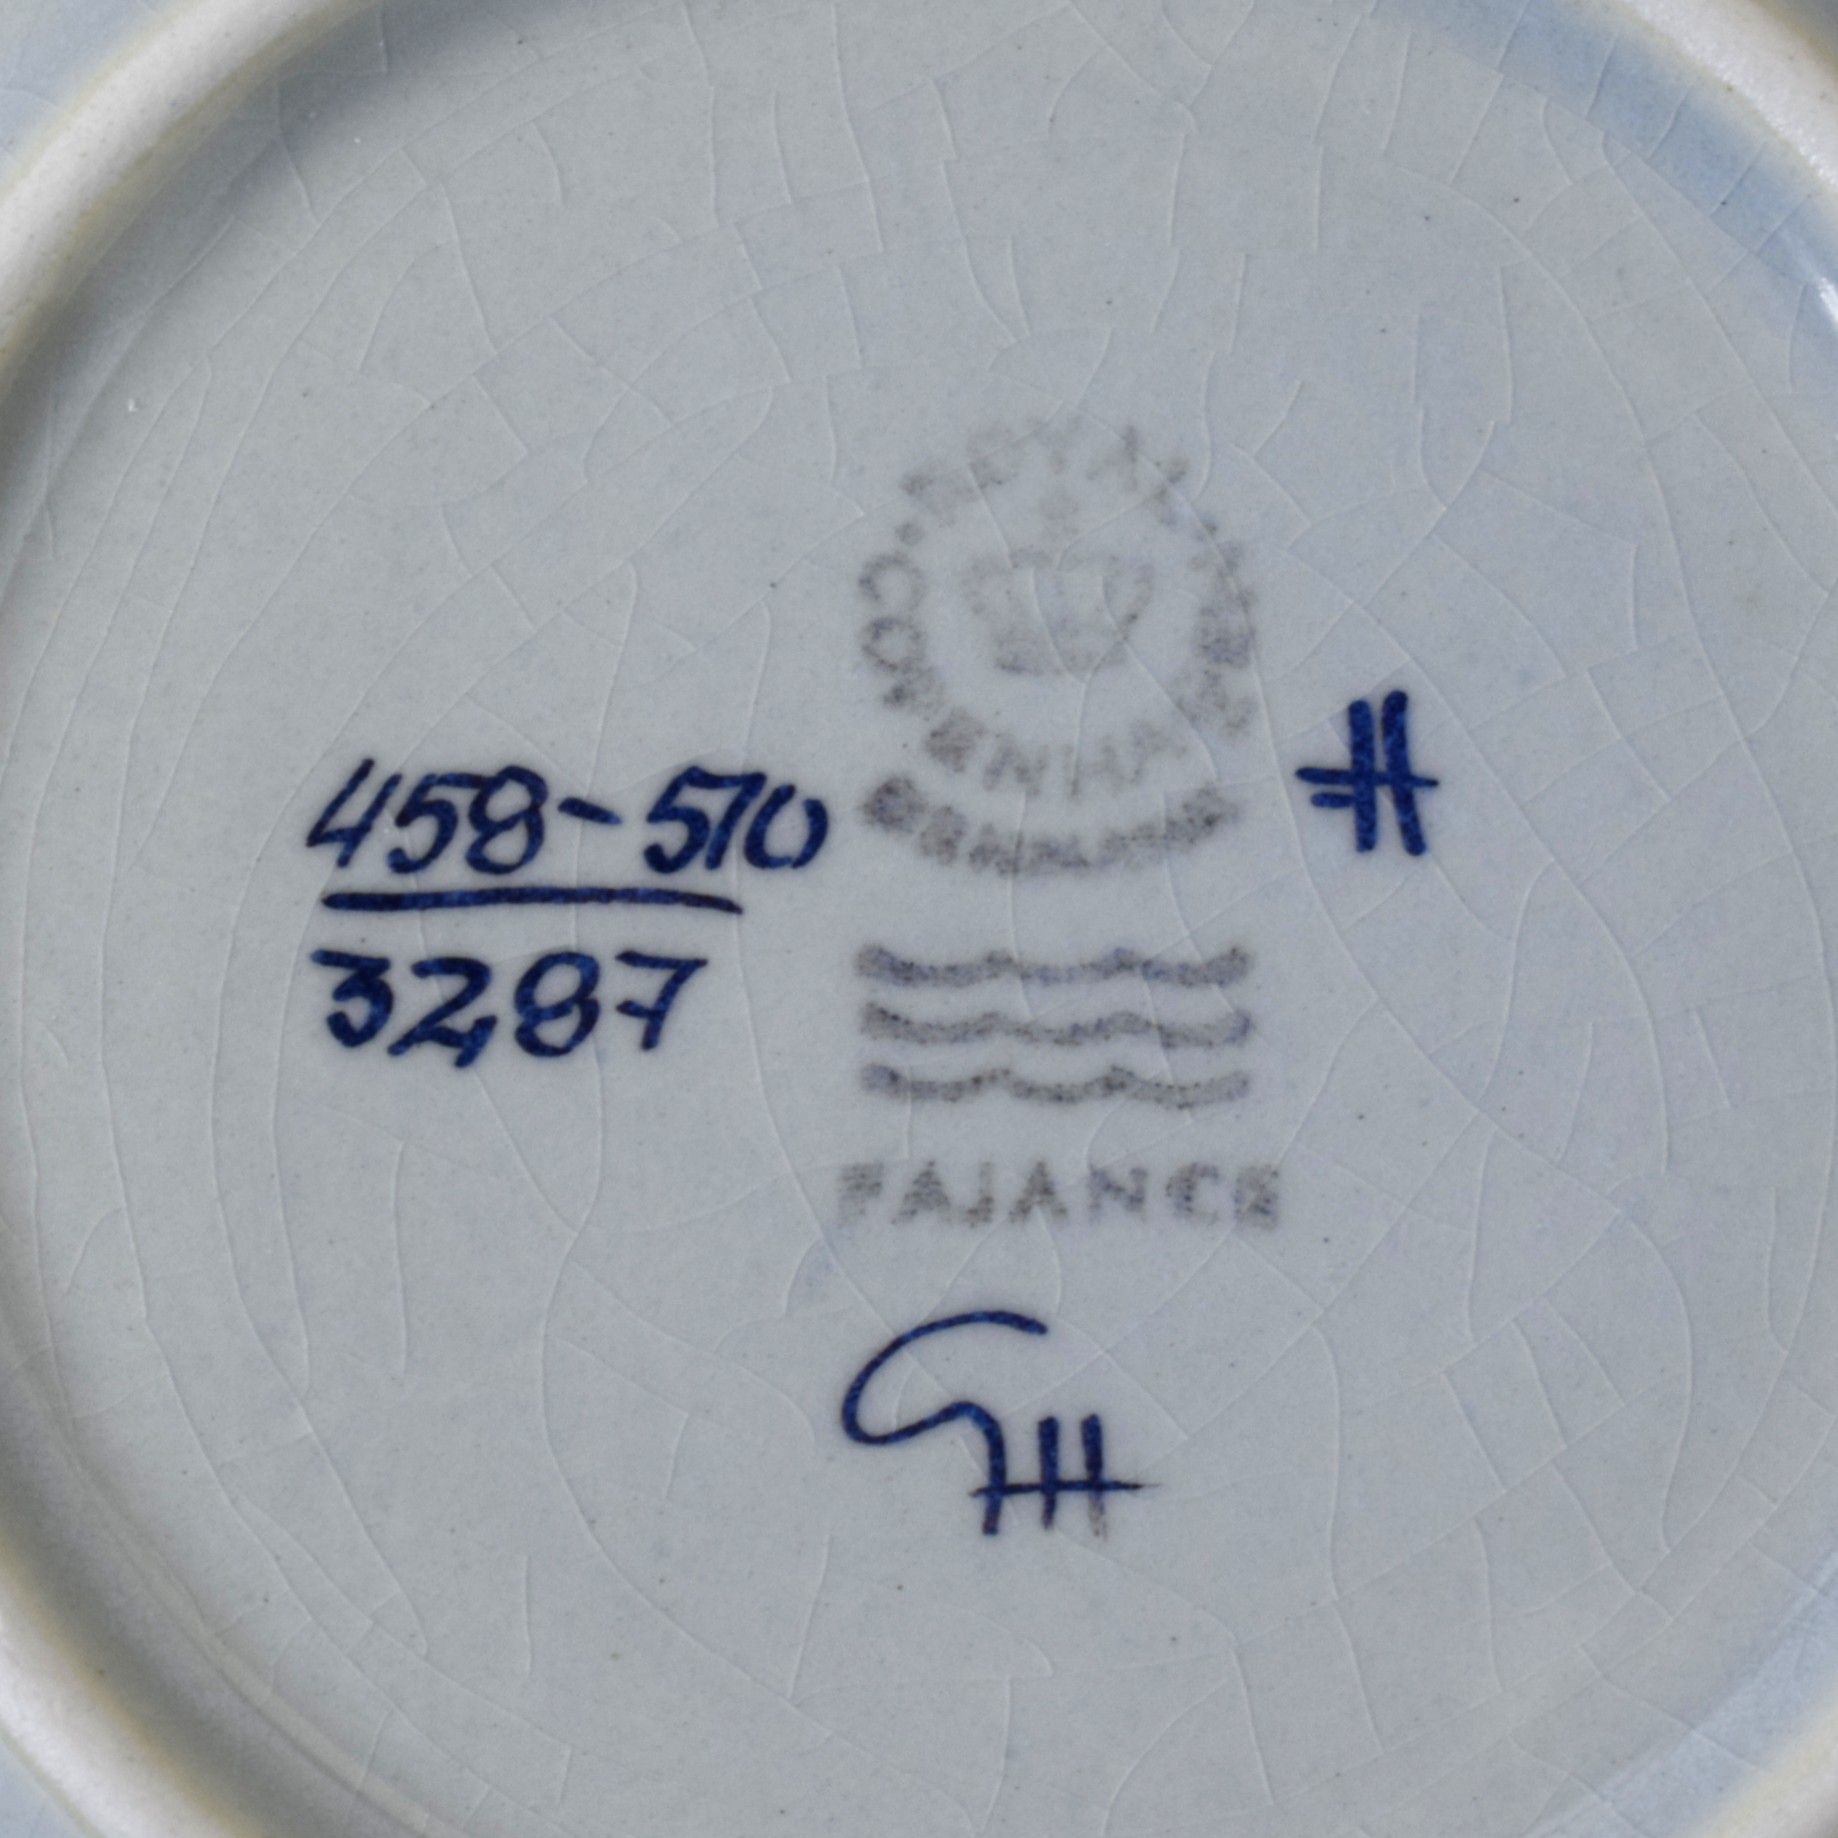 ROYAL
COPENHAGEN
DENMARK
458-510
3287
FAJANCE